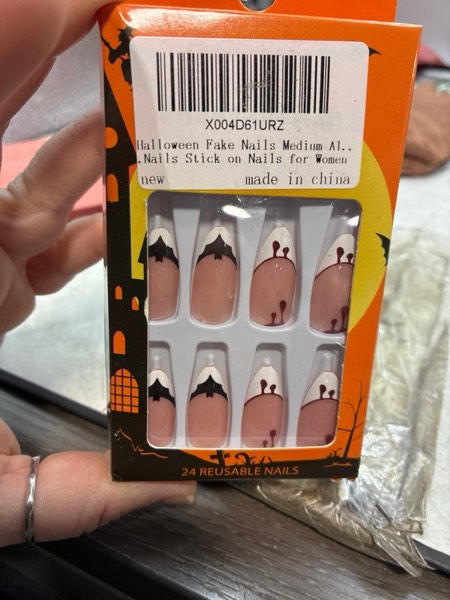 X004D61URZ
Halloween Fake Nails Medium Al..
.Nails Stick on Nails for Women
new made in china
24 REUSABLE NAILS